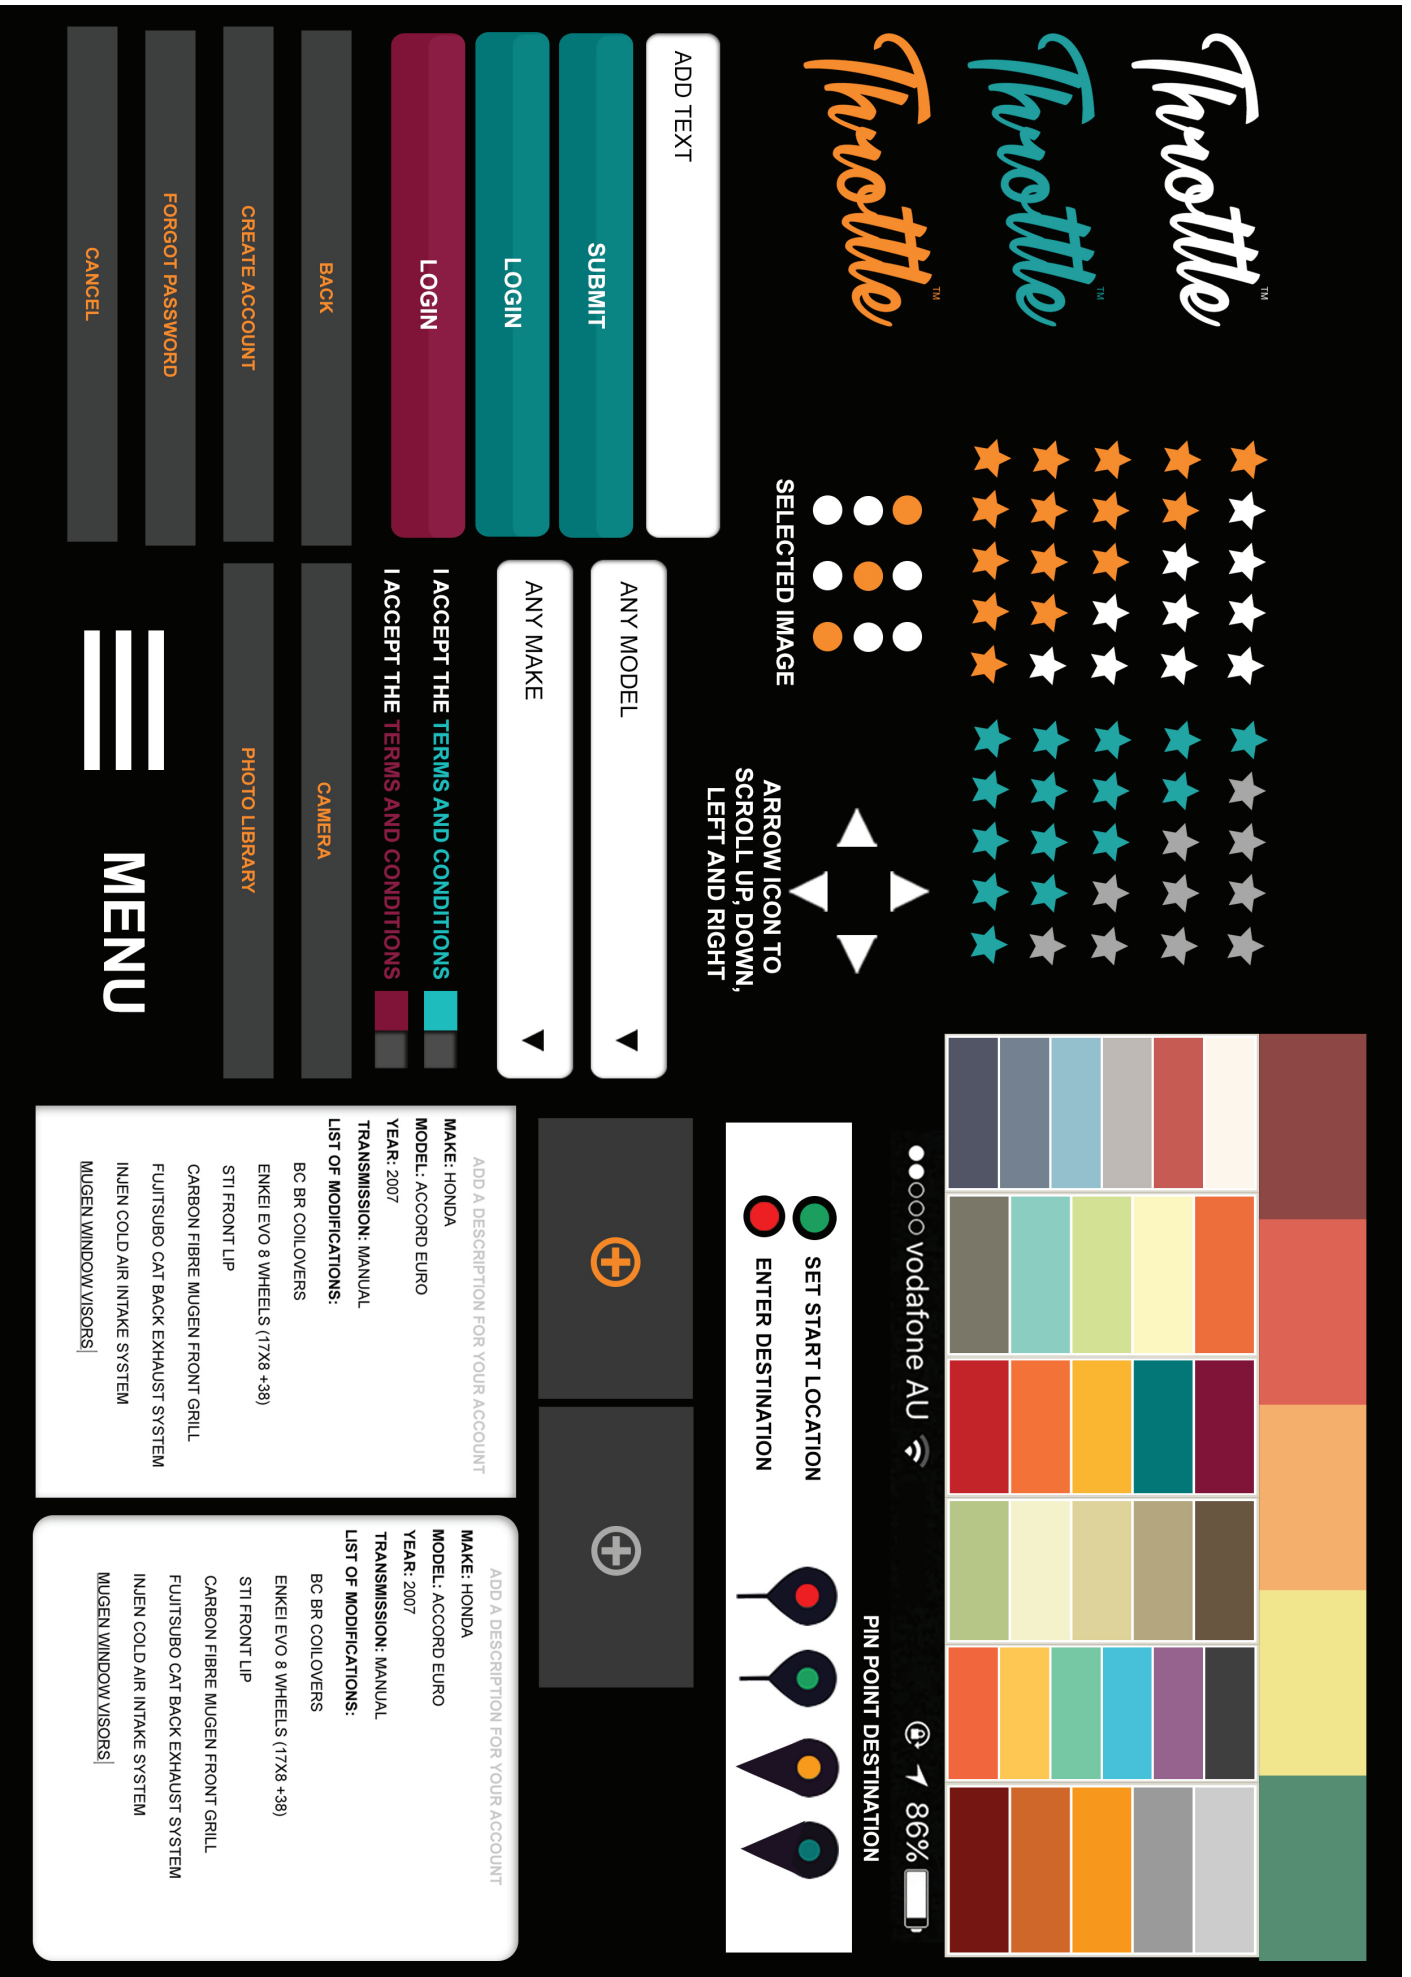 Throttle™
Throttle™
Throttle™
ADD TEXT
SUBMIT
LOGIN
LOGIN
BACK
CREATE ACCOUNT
FORGOT PASSWORD
CANCEL
SELECTED IMAGE
ARROW ICON TO
SCROLL UP, DOWN,
LEFT AND RIGHT
ANY MODEL
ANY MAKE
I ACCEPT THE TERMS AND CONDITIONS
I ACCEPT THE TERMS AND CONDITIONS
CAMERA
PHOTO LIBRARY
MENU
vodafone AU
86%
PIN POINT DESTINATION
SET START LOCATION
ENTER DESTINATION
ADD A DESCRIPTION FOR YOUR ACCOUNT
MAKE: HONDA
MODEL: ACCORD EURO
YEAR: 2007
TRANSMISSION: MANUAL
LIST OF MODIFICATIONS:
BC BR COILOVERS
ENKEI EVO 8 WHEELS (17X8 +38)
STI FRONT LIP
CARBON FIBRE MUGEN FRONT GRILL
FUJITSUBO CAT BACK EXHAUST SYSTEM
INJEN COLD AIR INTAKE SYSTEM
MUGEN WINDOW VISORS
ADD A DESCRIPTION FOR YOUR ACCOUNT
MAKE: HONDA
MODEL: ACCORD EURO
YEAR: 2007
TRANSMISSION: MANUAL
LIST OF MODIFICATIONS:
BC BR COILOVERS
ENKEI EVO 8 WHEELS (17X8 +38)
STI FRONT LIP
CARBON FIBRE MUGEN FRONT GRILL
FUJITSUBO CAT BACK EXHAUST SYSTEM
INJEN COLD AIR INTAKE SYSTEM
MUGEN WINDOW VISORS